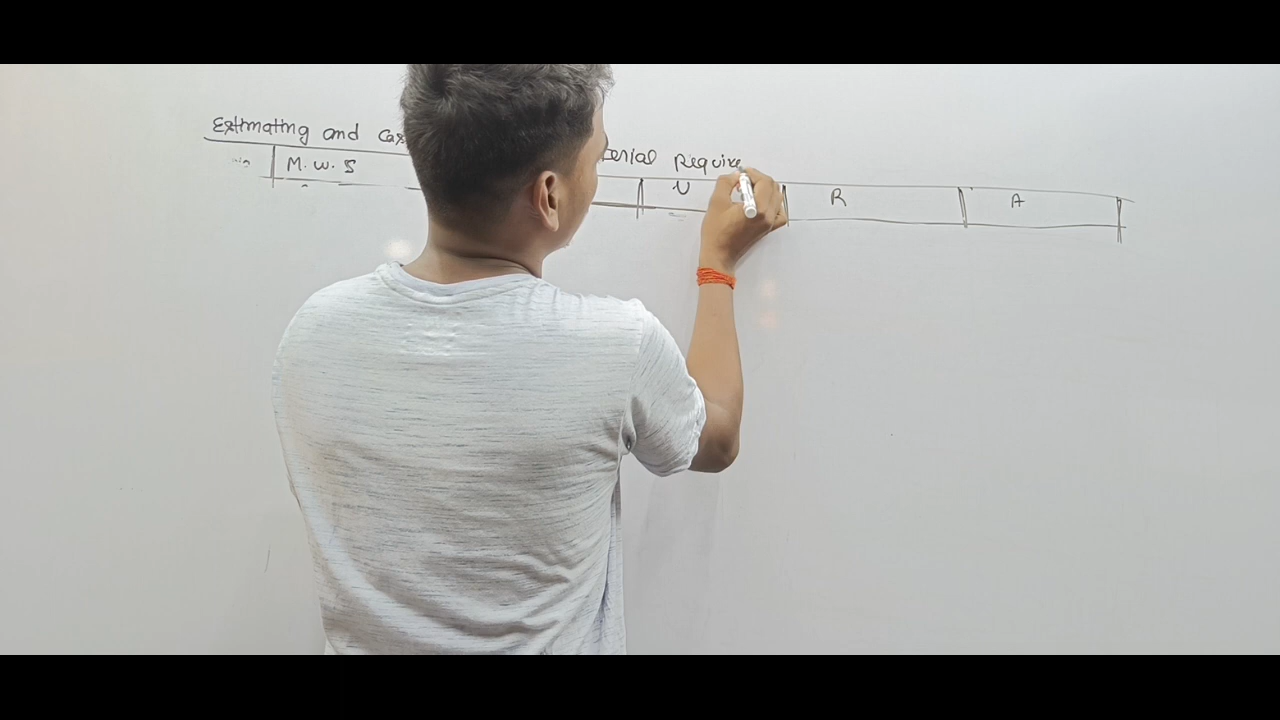 Estimating and
erial Require
M. W. S
U R A